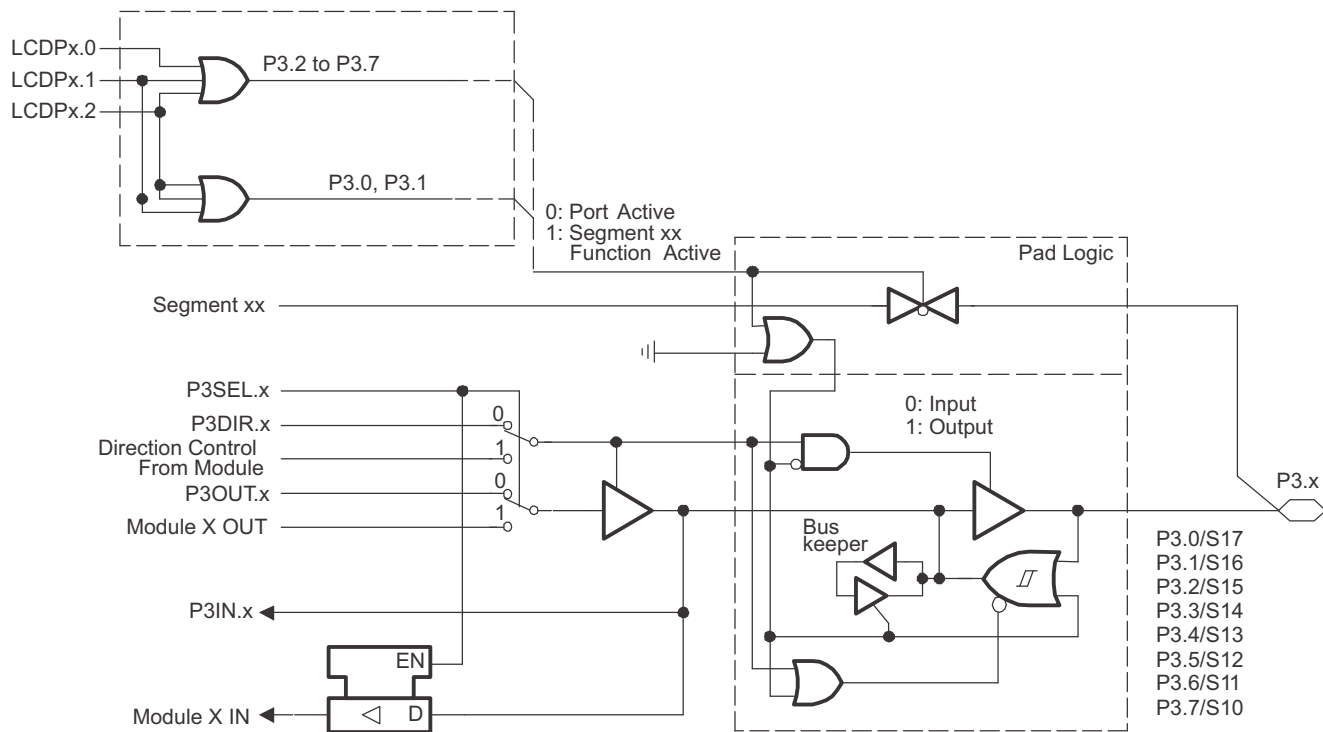 LCDPx.0
LCDPx.1
LCDPx.2
P3.2 to P3.7
P3.0, P3.1
0: Port Active
1: Segment xx
Function Active
Pad Logic
Segment xx
P3SEL.x
P3DIR.x
0
Direction Control
From Module
1
P3OUT.x
0
Module X OUT
1
0: Input
1: Output
Bus
keeper
P3.x
P3.0/S17
P3.1/S16
P3.2/S15
P3.3/S14
P3.4/S13
P3.5/S12
P3.6/S11
P3.7/S10
P3IN.x
EN
Module X IN
D